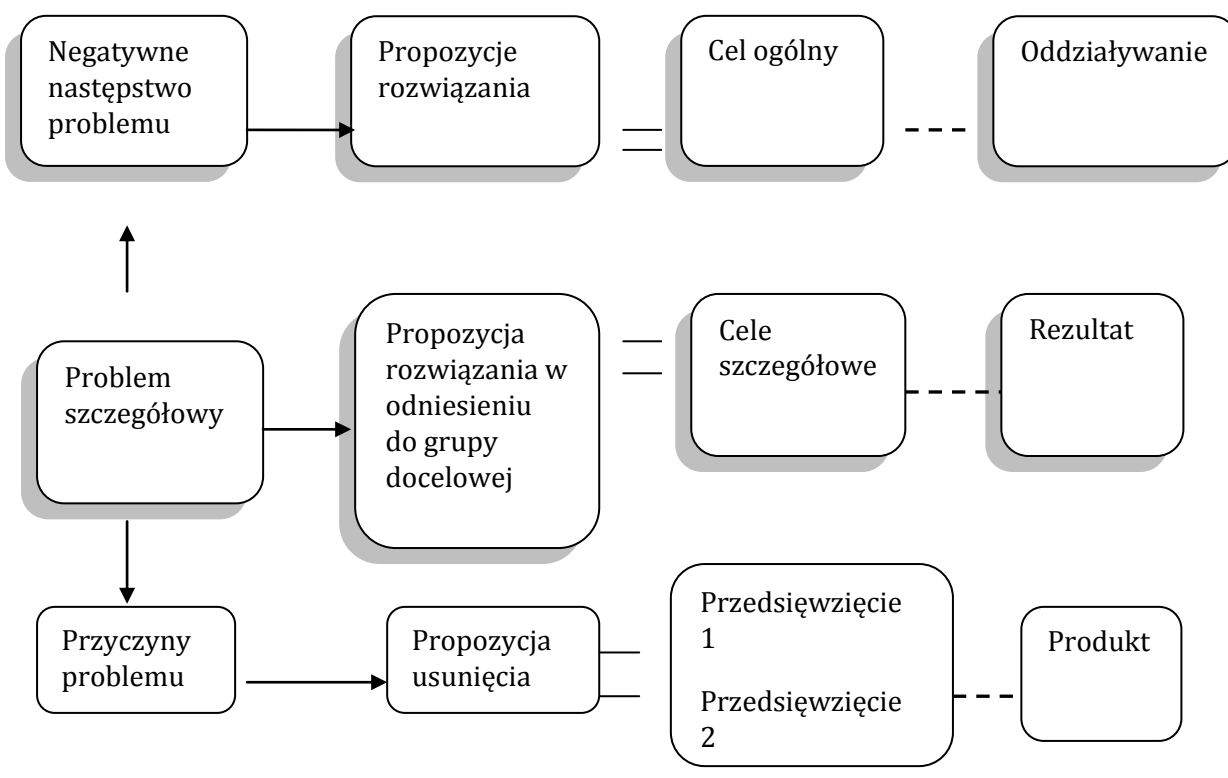 Negatywne
następstwo
problemu
Propozycje
rozwiązania
Cel ogólny
Oddziaływanie
Problem
szczegółowy
Propozycja
rozwiązania w
odniesieniu
do grupy
docelowej
Cele
szczegółowe
Rezultat
Przyczyny
problemu
Propozycja
usunięcia
Przedsięwzięcie
1
Przedsięwzięcie
2
Produkt